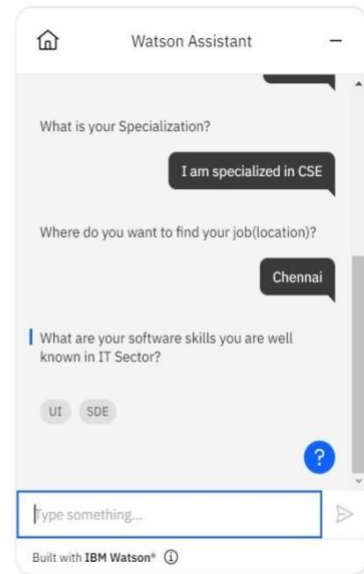 Watson Assistant
What is your Specialization?
I am specialized in CSE
Where do you want to find your job(location)?
Chennai
What are your software skills you are well
known in IT Sector?
UI SDE
?
Type something...
Built with IBM Watson® ⓘ